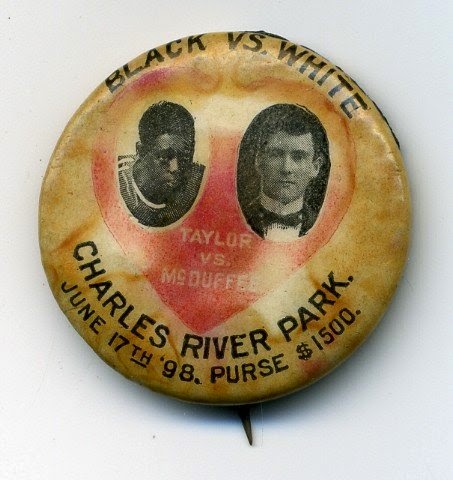 BLACK VS. WHITE
TAYLOR
VS.
McDUFFEE
CHARLES RIVER PARK.
JUNE 17TH '98. PURSE $1500.